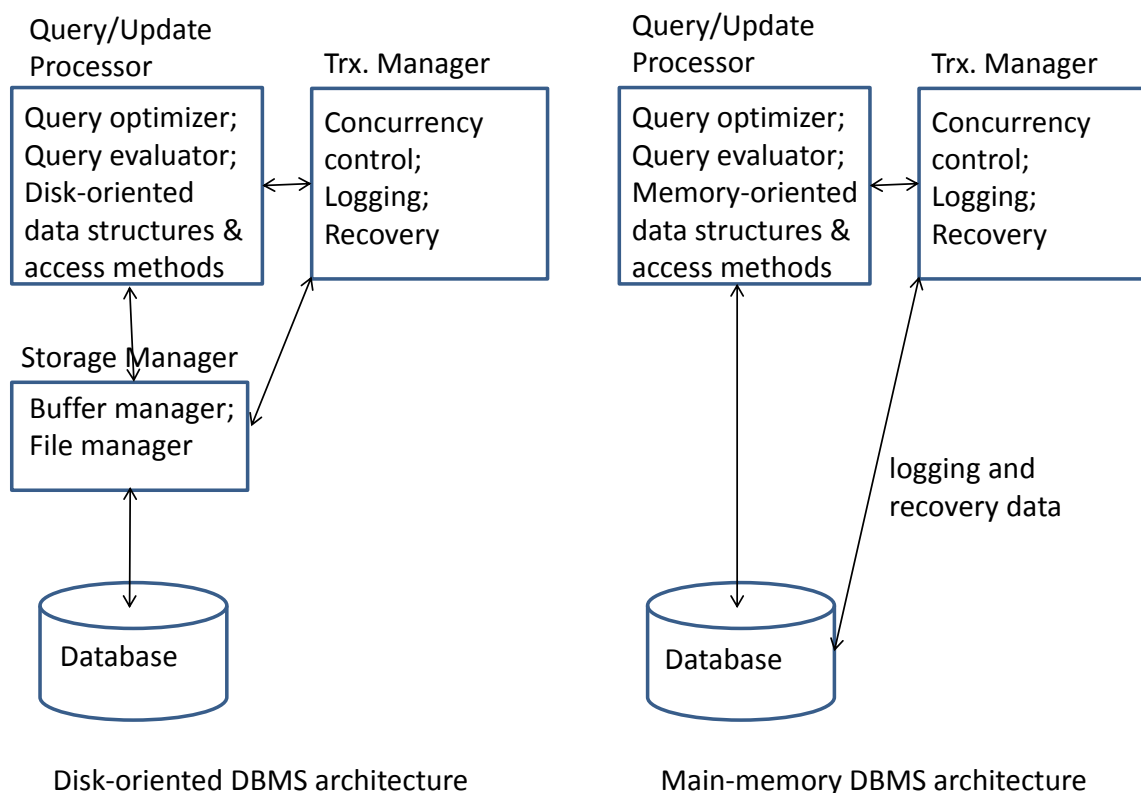 Query/Update
Processor
Trx. Manager
Query optimizer;
Query evaluator;
Disk-oriented
data structures &
access methods
Concurrency
control;
Logging;
Recovery
Storage Manager
Buffer manager;
File manager
Database
Disk-oriented DBMS architecture
Query/Update
Processor
Trx. Manager
Query optimizer;
Query evaluator;
Memory-oriented
data structures &
access methods
Concurrency
control;
Logging;
Recovery
logging and
recovery data
Database
Main-memory DBMS architecture